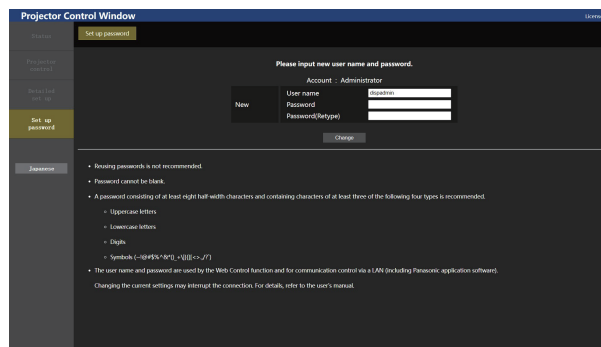 Projector Control Window
Licens
Status
Set up password
Projector
control
Detailed
set up
Set up
password
Japanese
Please input new user name and password.
Account : Administrator
New
User name
dispadmin
Password
Password(Retype)
Change
• Reusing passwords is not recommended.
• Password cannot be blank.
• A password consisting of at least eight half-width characters and containing characters of at least three of the following four types is recommended.
Uppercase letters
Lowercase letters
Digits
Symbols
• The user name and password are used by the Web Control function and for communication control via a LAN (including Panasonic application software).
Changing the current settings may interrupt the connection. For details, refer to the user's manual.